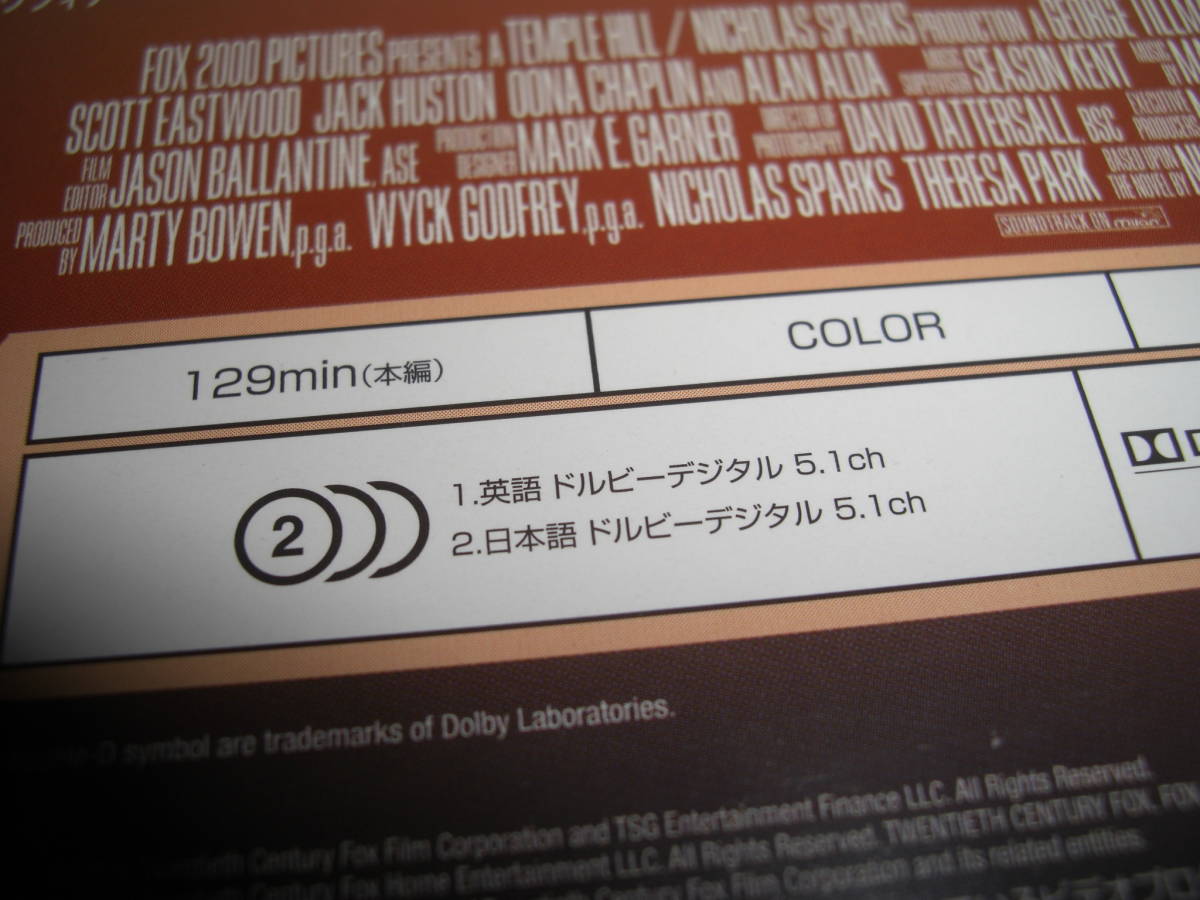 FOX 2000 PICTURES PRESENTS A TEMPLE HILL / NICHOLAS SPARKS PRODUCTION A GEORGE
SCOTT EASTWOOD JACK HUSTON OONA CHAPLIN AND ALAN ALDA MUSIC SUPERVISOR SEASON KENT
FILM EDITOR JASON BALLANTINE, ASE PRODUCTION DESIGNER MARK E. GARNER DIRECTOR OF PHOTOGRAPHY DAVID TATTERSALL, BSC EXECUTIVE PRODUCERS
PRODUCED BY MARTY BOWEN, p.g.a. WYCK GODFREY, p.g.a. NICHOLAS SPARKS THERESA PARK BASED UPON THE NOVEL BY
SOUNDTRACK ON music
129min(本編)
COLOR
2
1.英語 ドルビーデジタル 5.1ch
2.日本語 ドルビーデジタル 5.1ch
symbol are trademarks of Dolby Laboratories.
Century Fox Film Corporation and TSG Entertainment Finance LLC. All Rights Reserved.
Century Fox Home Entertainment LLC. All Rights Reserved. TWENTIETH CENTURY FOX, FOX
Century Fox Film Corporation and its related entities.